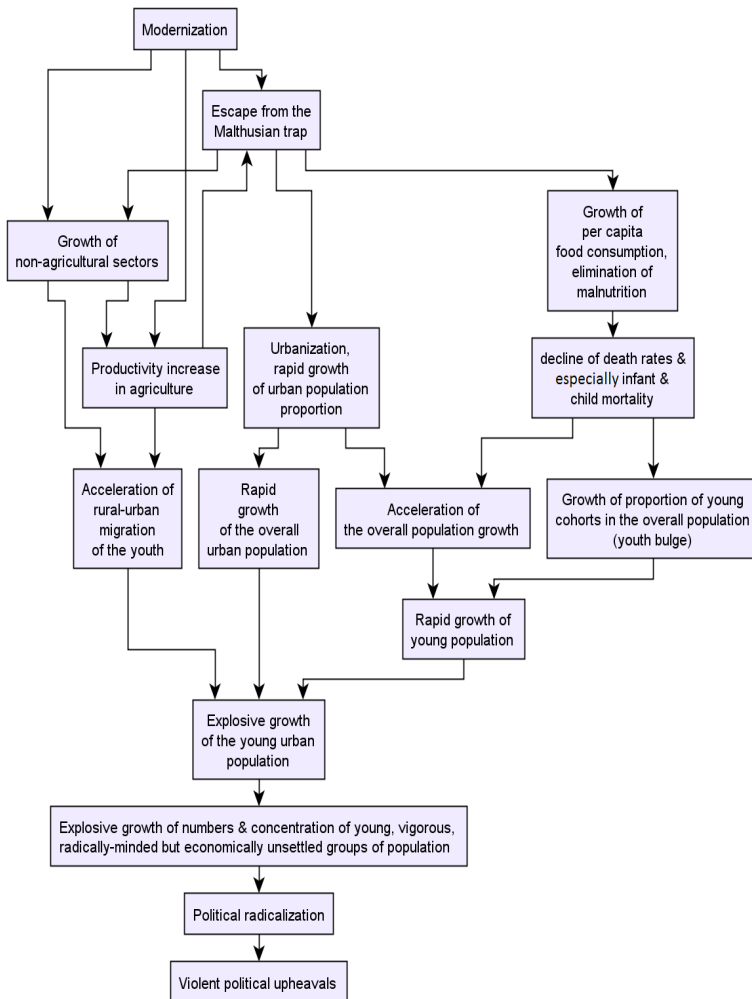 Modernization
Escape from the
Malthusian trap
Growth of
non-agricultural sectors
Growth of
per capita
food consumption,
elimination of
malnutrition
Productivity increase
in agriculture
Urbanization,
rapid growth
of urban population
proportion
decline of death rates &
especially infant &
child mortality
Acceleration of
rural-urban
migration
of the youth
Rapid
growth
of the overall
urban population
Acceleration of
the overall population growth
Growth of proportion of young
cohorts in the overall population
(youth bulge)
Rapid growth of
young population
Explosive growth
of the young urban
population
Explosive growth of numbers & concentration of young, vigorous,
radically-minded but economically unsettled groups of population
Political radicalization
Violent political upheavals